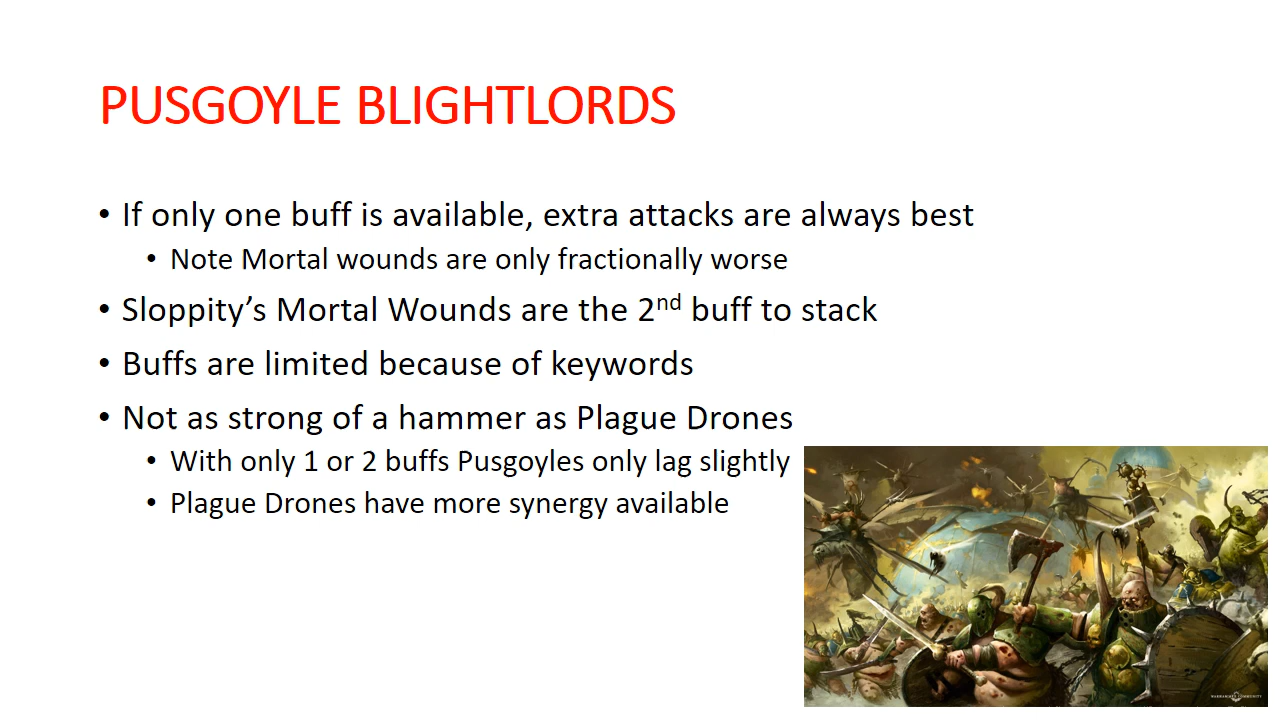 PUSGOYLE BLIGHTLORDS
• If only one buff is available, extra attacks are always best
• Note Mortal wounds are only fractionally worse
• Sloppity’s Mortal Wounds are the 2nd buff to stack
• Buffs are limited because of keywords
• Not as strong of a hammer as Plague Drones
• With only 1 or 2 buffs Pusgoyles only lag slightly
• Plague Drones have more synergy available
WARHAMMER COMMUNITY